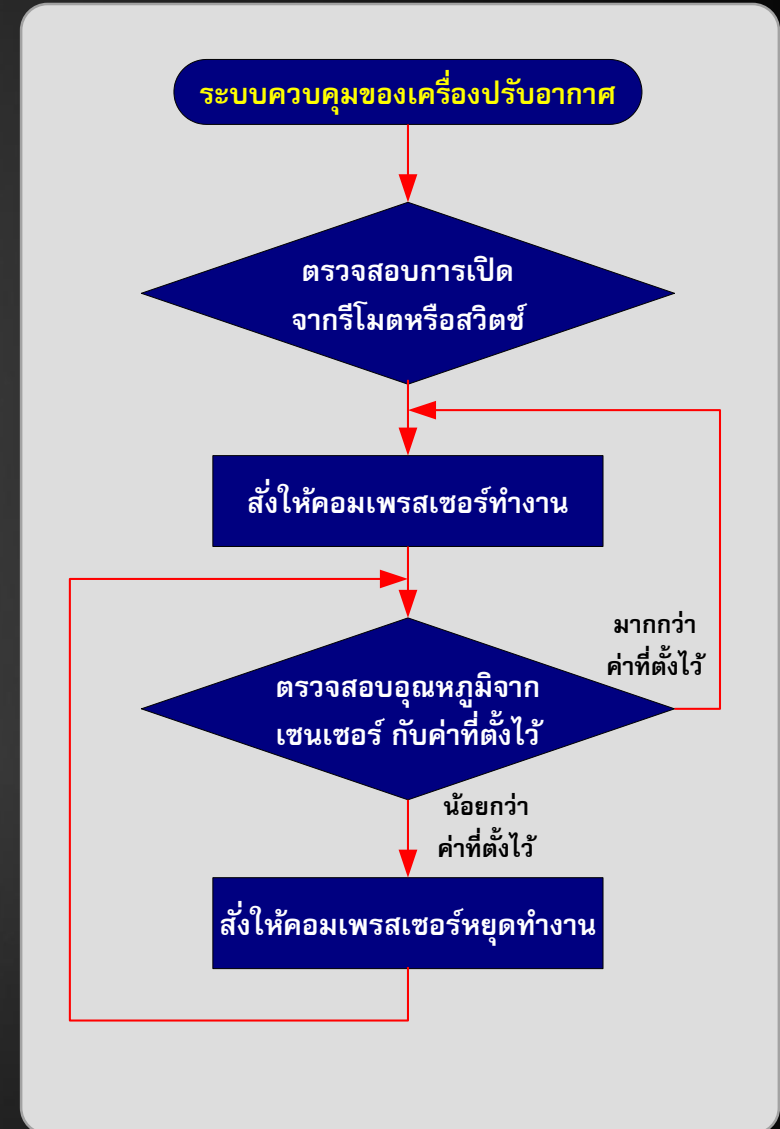 ระบบควบคุมของเครื่องปรับอากาศ
ตรวจสอบการเปิด
จากรีโมตหรือสวิตช์
สั่งให้คอมเพรสเซอร์ทำงาน
มากกว่า
ค่าที่ตั้งไว้
ตรวจสอบอุณหภูมิจาก
เซนเซอร์ กับค่าที่ตั้งไว้
น้อยกว่า
ค่าที่ตั้งไว้
สั่งให้คอมเพรสเซอร์หยุดทำงาน